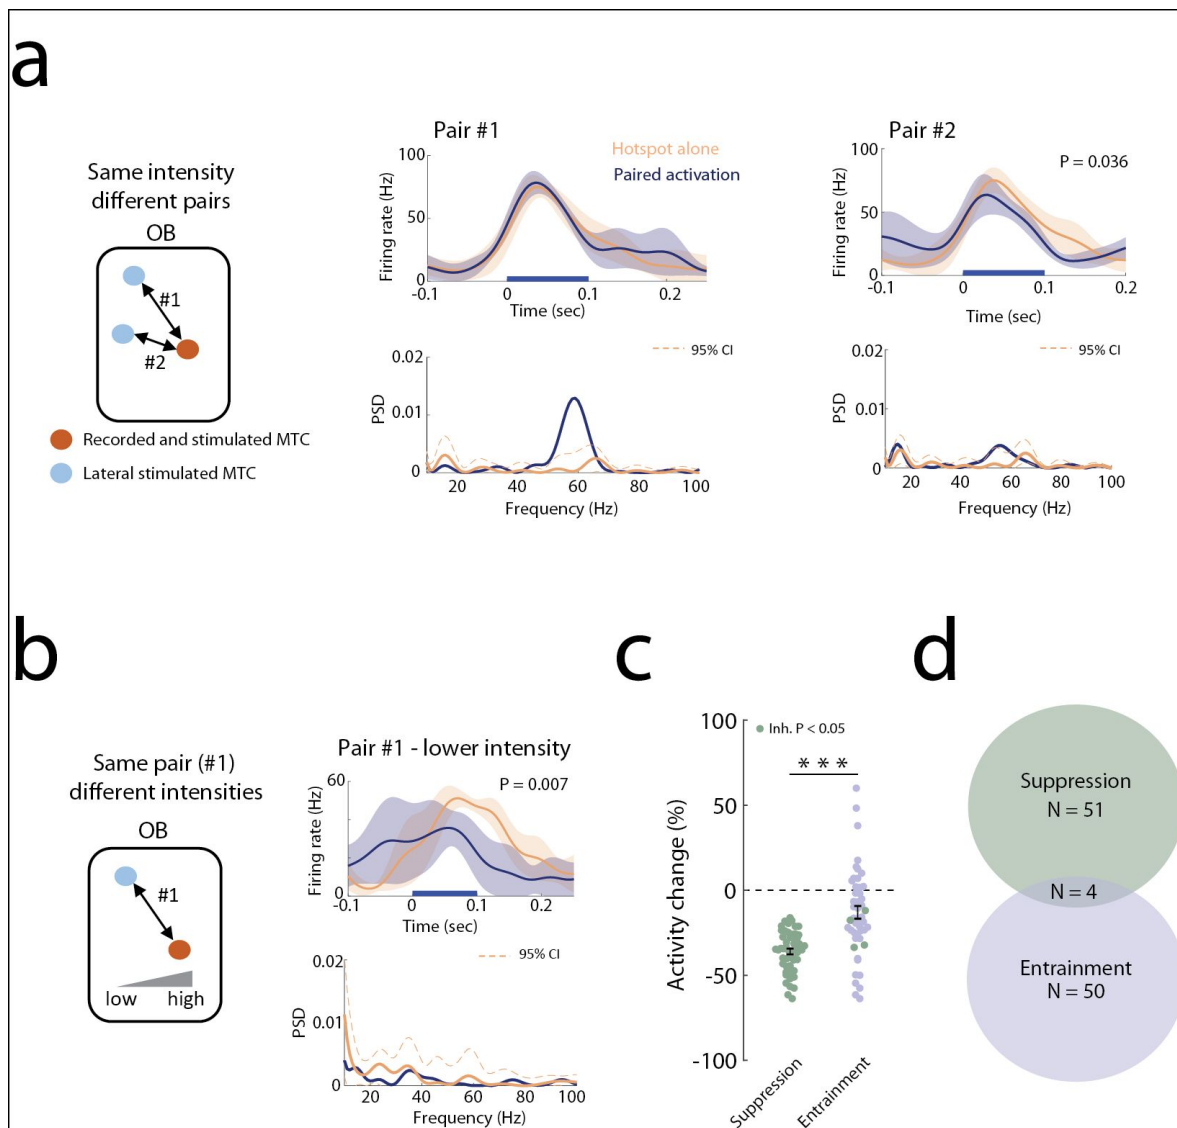 a
Same intensity
different pairs
OB
#1
#2
Recorded and stimulated MTC
Lateral stimulated MTC
Pair #1
Hotspot alone
Paired activation
Firing rate (Hz)
100
50
0
-0.1
0
0.1
0.2
Time (sec)
95% CI
PSD
0.02
0.01
0
20
40
60
80
100
Frequency (Hz)
Pair #2
P = 0.036
Firing rate (Hz)
100
50
0
-0.1
0
0.1
0.2
Time (sec)
95% CI
PSD
0.02
0.01
0
20
40
60
80
100
Frequency (Hz)
b
Same pair (#1)
different intensities
OB
#1
low
high
Pair #1 - lower intensity
P = 0.007
Firing rate (Hz)
60
0
-0.1
0
0.1
0.2
Time (sec)
95% CI
PSD
0.02
0.01
0
20
40
60
80
100
Frequency (Hz)
c
Inh. P < 0.05
***
Activity change (%)
100
50
0
-50
-100
Suppression
Entrainment
d
Suppression
N = 51
N = 4
Entrainment
N = 50